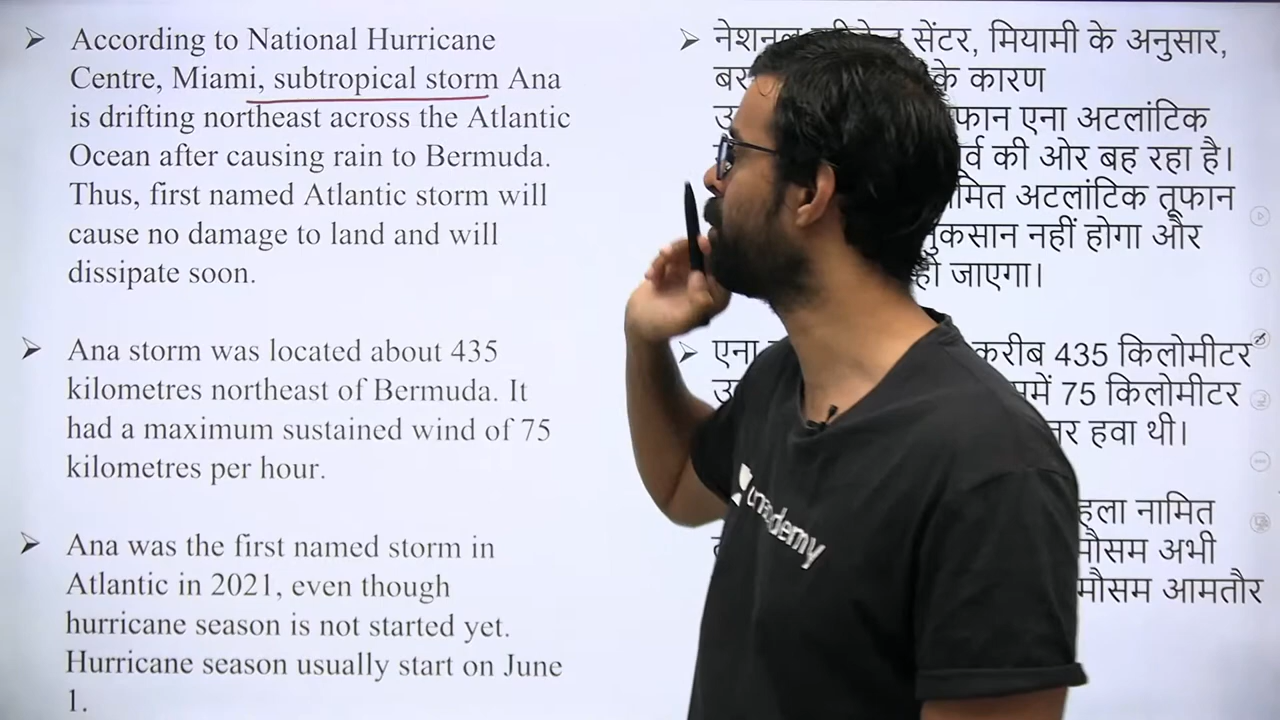 According to National Hurricane
Centre, Miami, subtropical storm Ana
is drifting northeast across the Atlantic
Ocean after causing rain to Bermuda.
Thus, first named Atlantic storm will
cause no damage to land and will
dissipate soon.
Ana storm was located about 435
kilometres northeast of Bermuda. It
had a maximum sustained wind of 75
kilometres per hour.
Ana was the first named storm in
Atlantic in 2021, even though
hurricane season is not started yet.
Hurricane season usually start on June
1.
सेंटर, मियामी के अनुसार,
के कारण
एना अटलांटिक
की ओर बह रहा है।
अटलांटिक तूफान
नहीं होगा और
जाएगा।
एना करीब 435 किलोमीटर
75 किलोमीटर
हवा थी।
नामित
मौसम अभी
मौसम आमतौर
unacademy